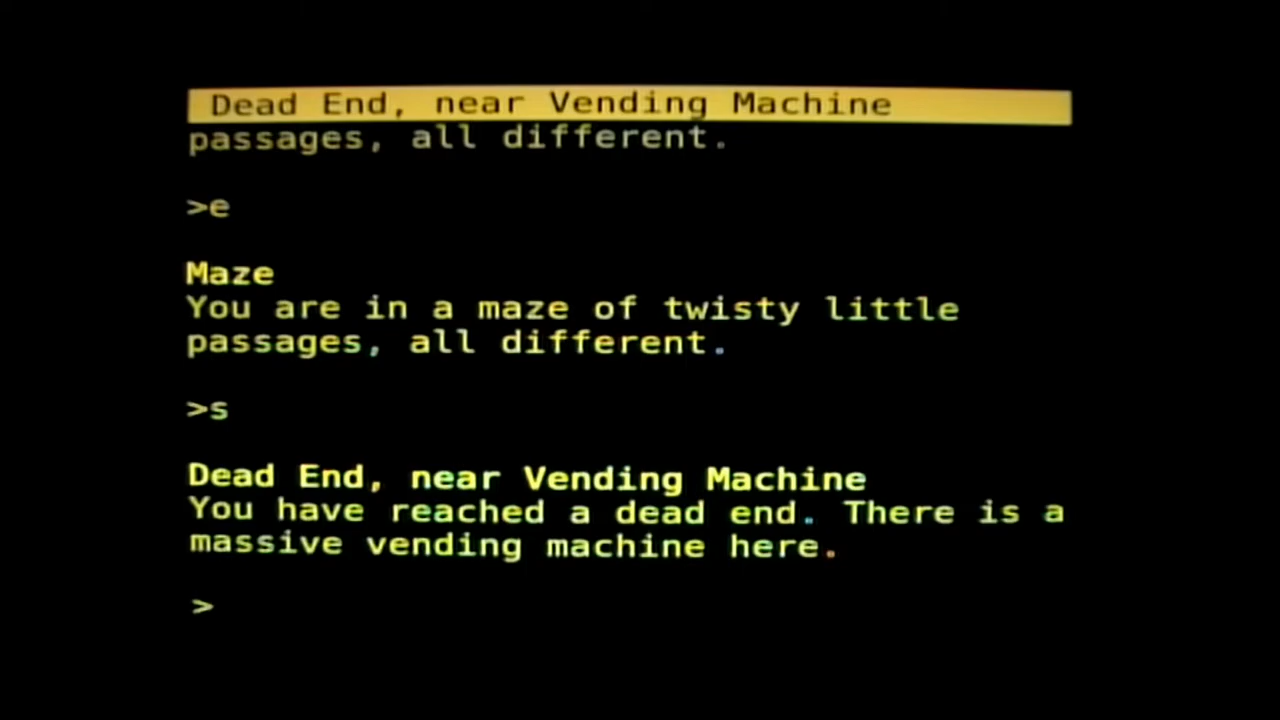 Dead End, near Vending Machine
passages, all different.
>e
Maze
You are in a maze of twisty little
passages, all different.
>s
Dead End, near Vending Machine
You have reached a dead end. There is a
massive vending machine here.
>